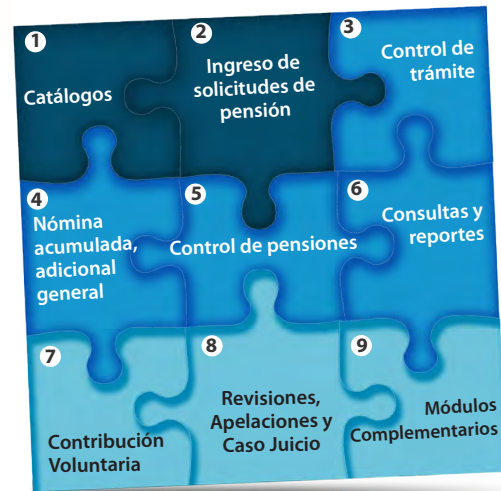 1
Catálogos
2
Ingreso de
solicitudes de
pensión
3
Control de
trámite
4
Nómina
acumulada,
adicional
general
5
Control de pensiones
6
Consultas y
reportes
7
Contribución
Voluntaria
8
Revisiones,
Apelaciones y
Caso Juicio
9
Módulos
Complementarios